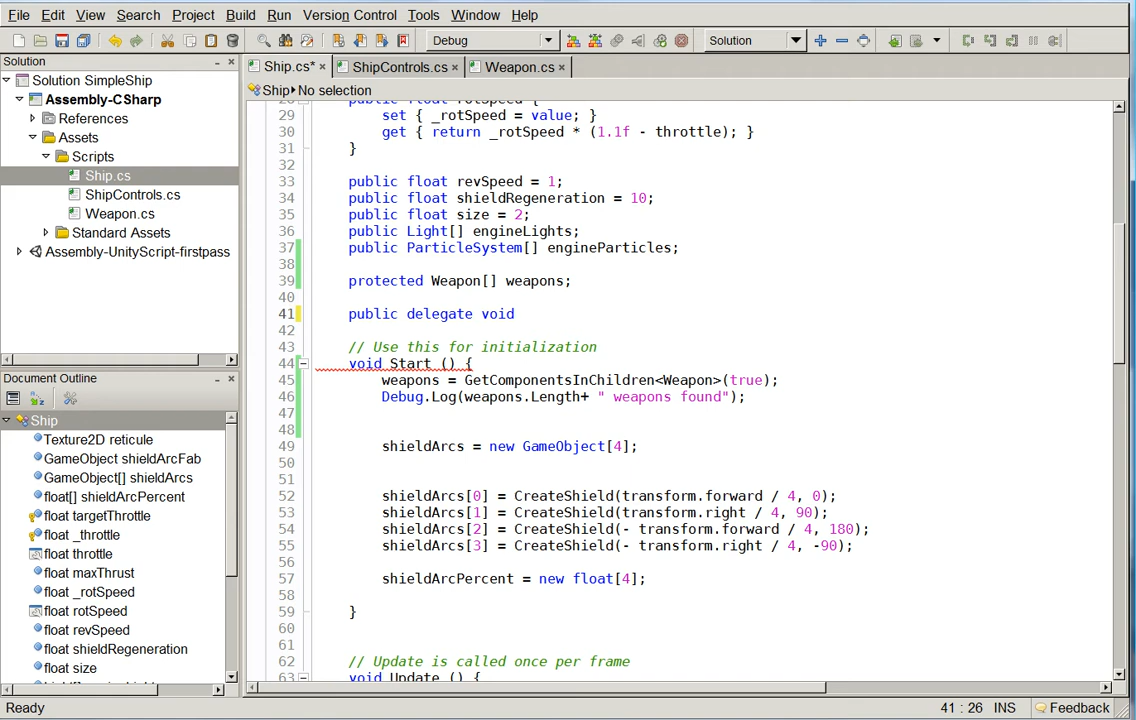 File Edit View Search Project Build Run Version Control Tools Window Help
Debug Solution
Solution
Solution SimpleShip
Assembly-CSharp
References
Assets
Scripts
Ship.cs
ShipControls.cs
Weapon.cs
Standard Assets
Assembly-UnityScript-firstpass
Document Outline
Ship
Texture2D reticule
GameObject shieldArcFab
GameObject[] shieldArcs
float[] shieldArcPercent
float targetThrottle
float _throttle
float throttle
float maxThrust
float _rotSpeed
float rotSpeed
float revSpeed
float shieldRegeneration
float size
Ship.cs* × ShipControls.cs × Weapon.cs ×
Ship No selection
28 public float rotSpeed {
29 set { _rotSpeed = value; }
30 get { return _rotSpeed * (1.1f - throttle); }
31 }
32
33 public float revSpeed = 1;
34 public float shieldRegeneration = 10;
35 public float size = 2;
36 public Light[] engineLights;
37 public ParticleSystem[] engineParticles;
38
39 protected Weapon[] weapons;
40
41 public delegate void
42
43 // Use this for initialization
44 void Start () {
45 weapons = GetComponentsInChildren<Weapon>(true);
46 Debug.Log(weapons.Length+ " weapons found");
47
48
49 shieldArcs = new GameObject[4];
50
51
52 shieldArcs[0] = CreateShield(transform.forward / 4, 0);
53 shieldArcs[1] = CreateShield(transform.right / 4, 90);
54 shieldArcs[2] = CreateShield(- transform.forward / 4, 180);
55 shieldArcs[3] = CreateShield(- transform.right / 4, -90);
56
57 shieldArcPercent = new float[4];
58
59 }
60
61
62 // Update is called once per frame
63 void Update () {
Ready 41 : 26 INS Feedback